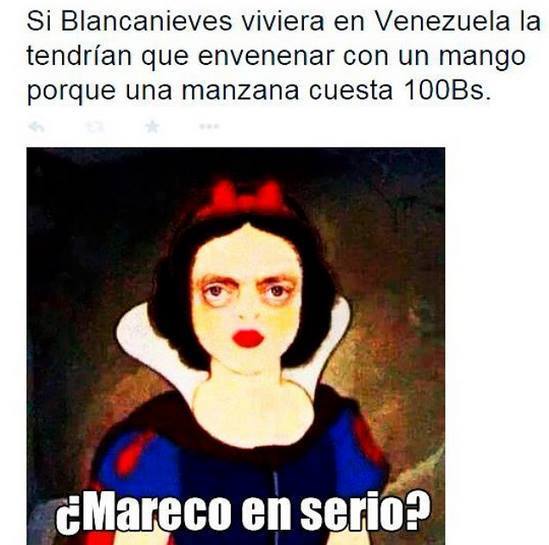 Si Blancanieves viviera en Venezuela la
tendrían que envenenar con un mango
porque una manzana cuesta 100Bs.
¿Mareco en serio?